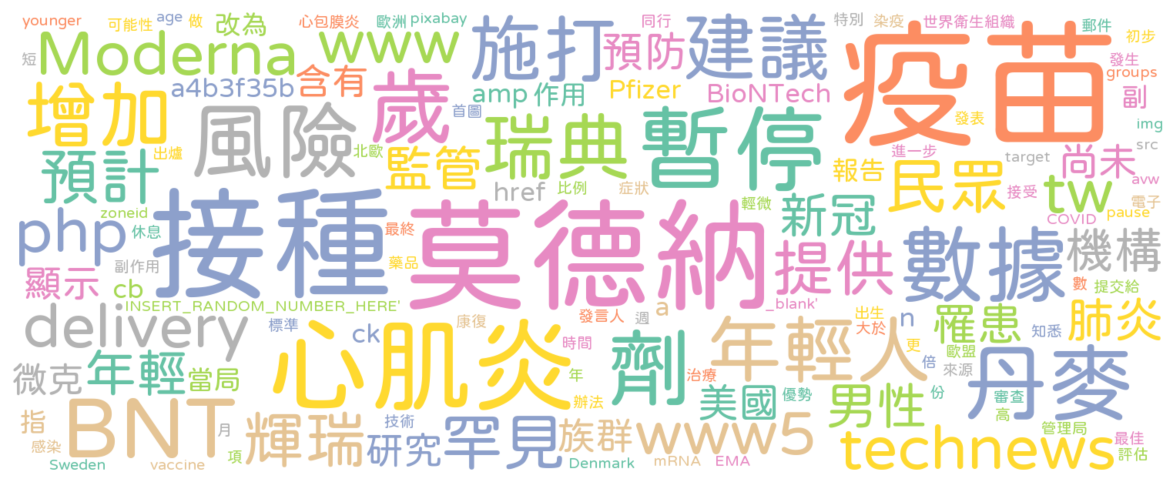 younger 可能性 age 做 改為 心包膜炎 歐洲 pixabay 施打 同行 建議 特別 染疫 世界衛生組織 郵件 初步
短 Moderna www 預防 疫苗 發生
增加 a4b3f35b 含有 歲 首圖 amp 作用 Pfizer BioNTech groups 副
風險 瑞典 暫停 發表 img
預計 出爐 北歐 監管 href 比例 症狀 輕微 報告 進一步 民眾 target 尚未 src
php zoneid 休息 接種 最終 莫德納 新冠 接受 tw avw 電子
COVID pause
顯示 副作用 cb 藥品 提供 數據 機構
INSERT_RANDOM_NUMBER_HERE' _blank' 數 提交給
delivery 標準 ck 康復 發言人 週 a 出生 大於 n 罹患 知悉 肺炎
微克 年輕 當局 心肌炎 時間 年 劑 治療 年輕人 更 倍 歐盟 來源 丹麥
指 BNT 月 辦法 美國 優勢 男性 份 審查 高
感染 輝瑞 技術 罕見 族群 www5 technews 管理局 最佳
Sweden vaccine 項 研究 Denmark mRNA EMA 評估